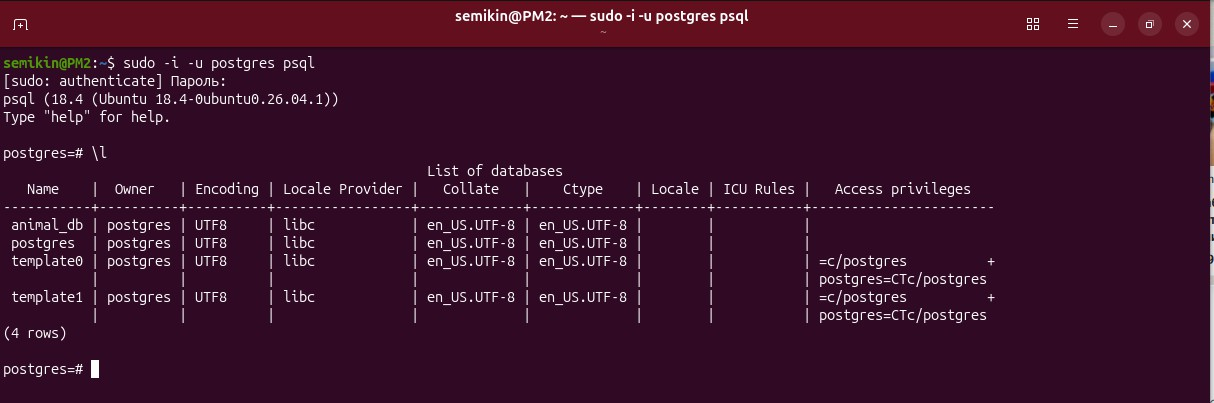 semikin@PM2: ~ — sudo -i -u postgres psql
~
semikin@PM2:~$ sudo -i -u postgres psql
[sudo: authenticate] Пароль:
psql (18.4 (Ubuntu 18.4-0ubuntu0.26.04.1))
Type "help" for help.

postgres=# \l
                                                     List of databases
   Name    |  Owner   | Encoding | Locale Provider |   Collate   |    Ctype    | Locale | ICU Rules |   Access privileges
-----------+----------+----------+-----------------+-------------+-------------+--------+-----------+-----------------------
 animal_db | postgres | UTF8     | libc            | en_US.UTF-8 | en_US.UTF-8 |        |           |
 postgres  | postgres | UTF8     | libc            | en_US.UTF-8 | en_US.UTF-8 |        |           |
 template0 | postgres | UTF8     | libc            | en_US.UTF-8 | en_US.UTF-8 |        |           | =c/postgres          +
           |          |          |                 |             |             |        |           | postgres=CTc/postgres
 template1 | postgres | UTF8     | libc            | en_US.UTF-8 | en_US.UTF-8 |        |           | =c/postgres          +
           |          |          |                 |             |             |        |           | postgres=CTc/postgres
(4 rows)

postgres=#